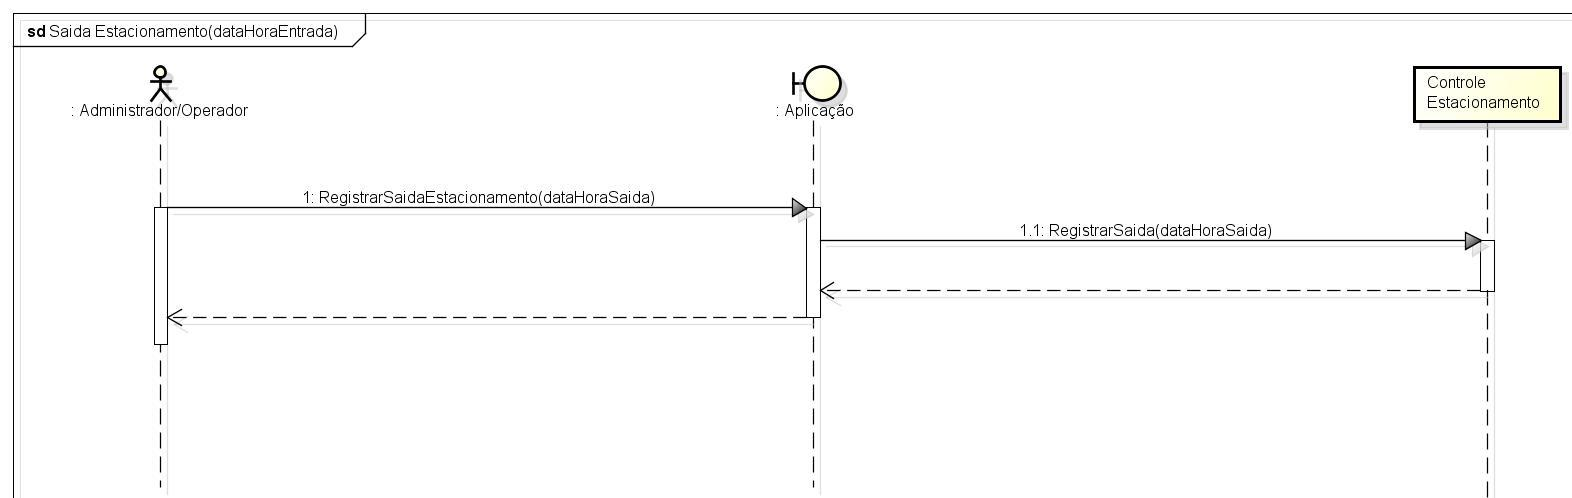 sd Saida Estacionamento(dataHoraEntrada)
: Administrador/Operador
: Aplicação
Controle
Estacionamento
1: RegistrarSaidaEstacionamento(dataHoraSaida)
1.1: RegistrarSaida(dataHoraSaida)